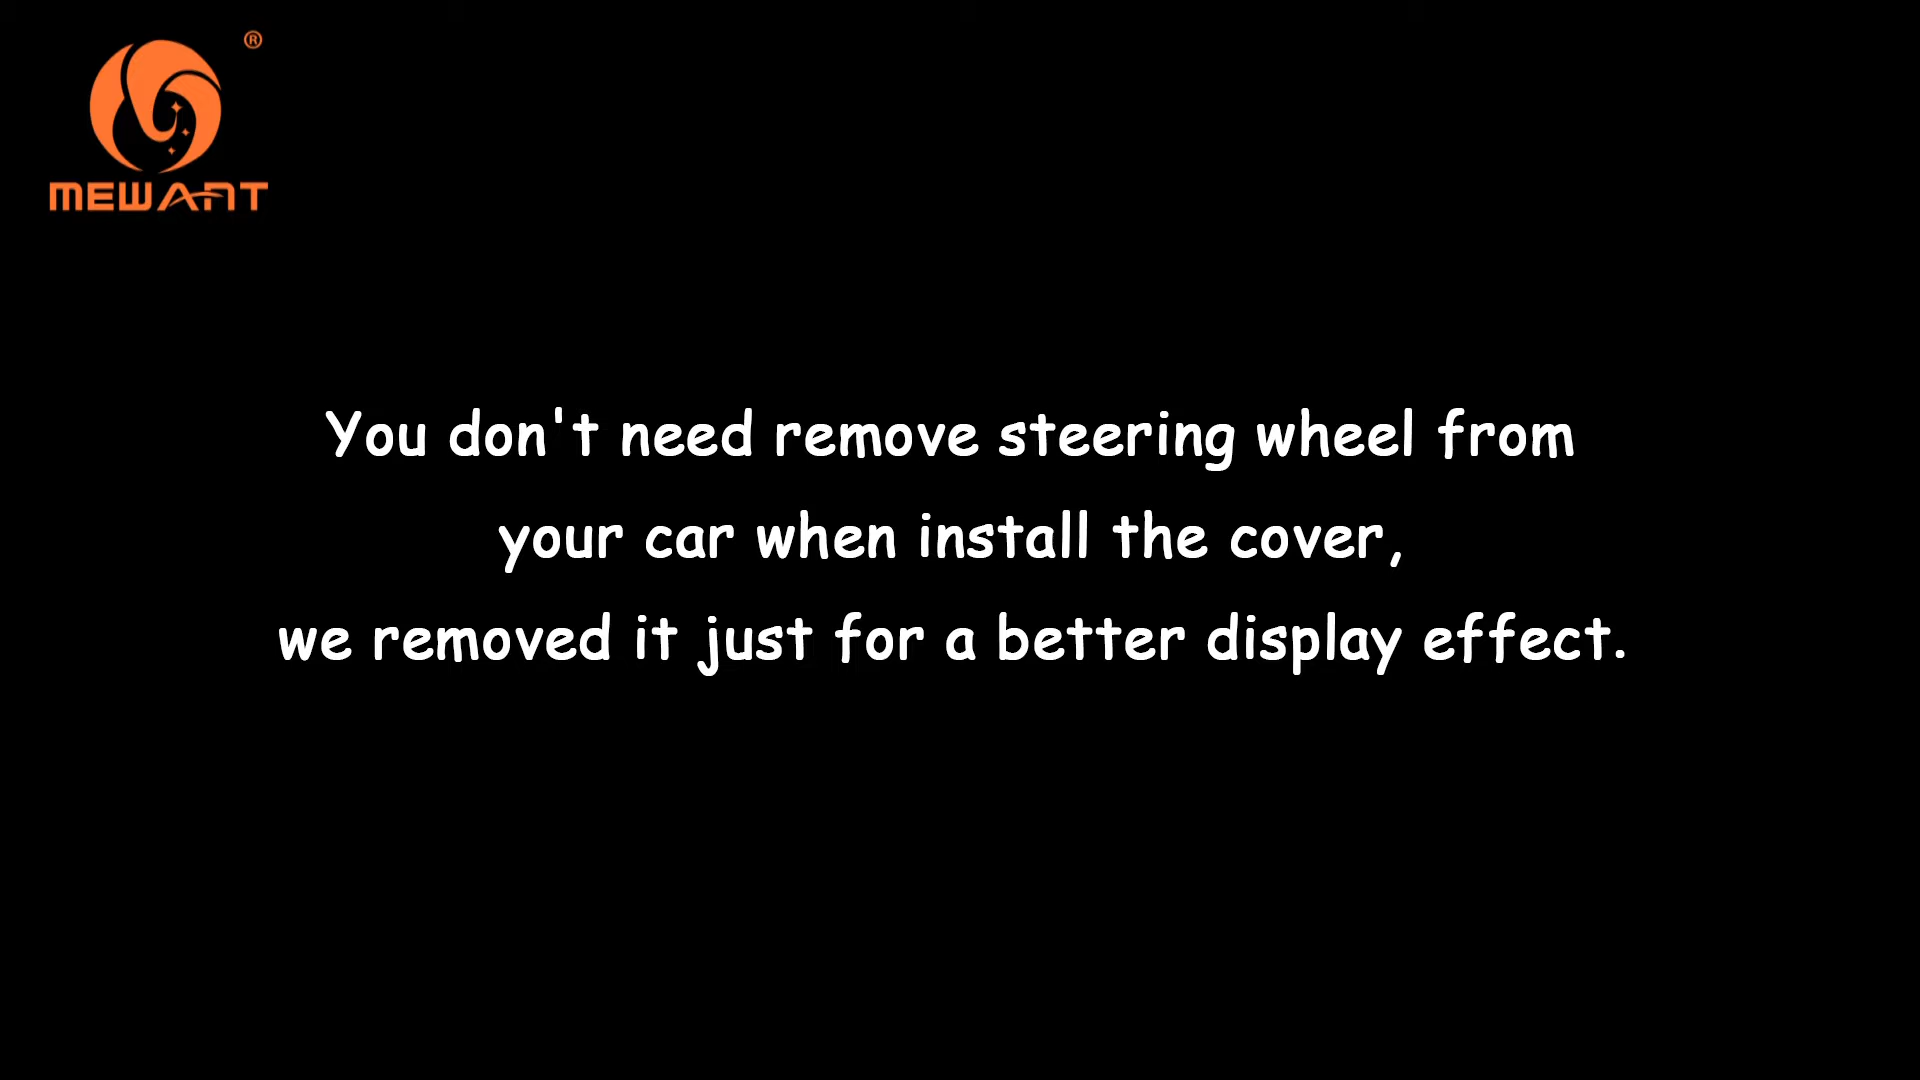 ®
MEWANT
You don't need remove steering wheel from
your car when install the cover,
we removed it just for a better display effect.